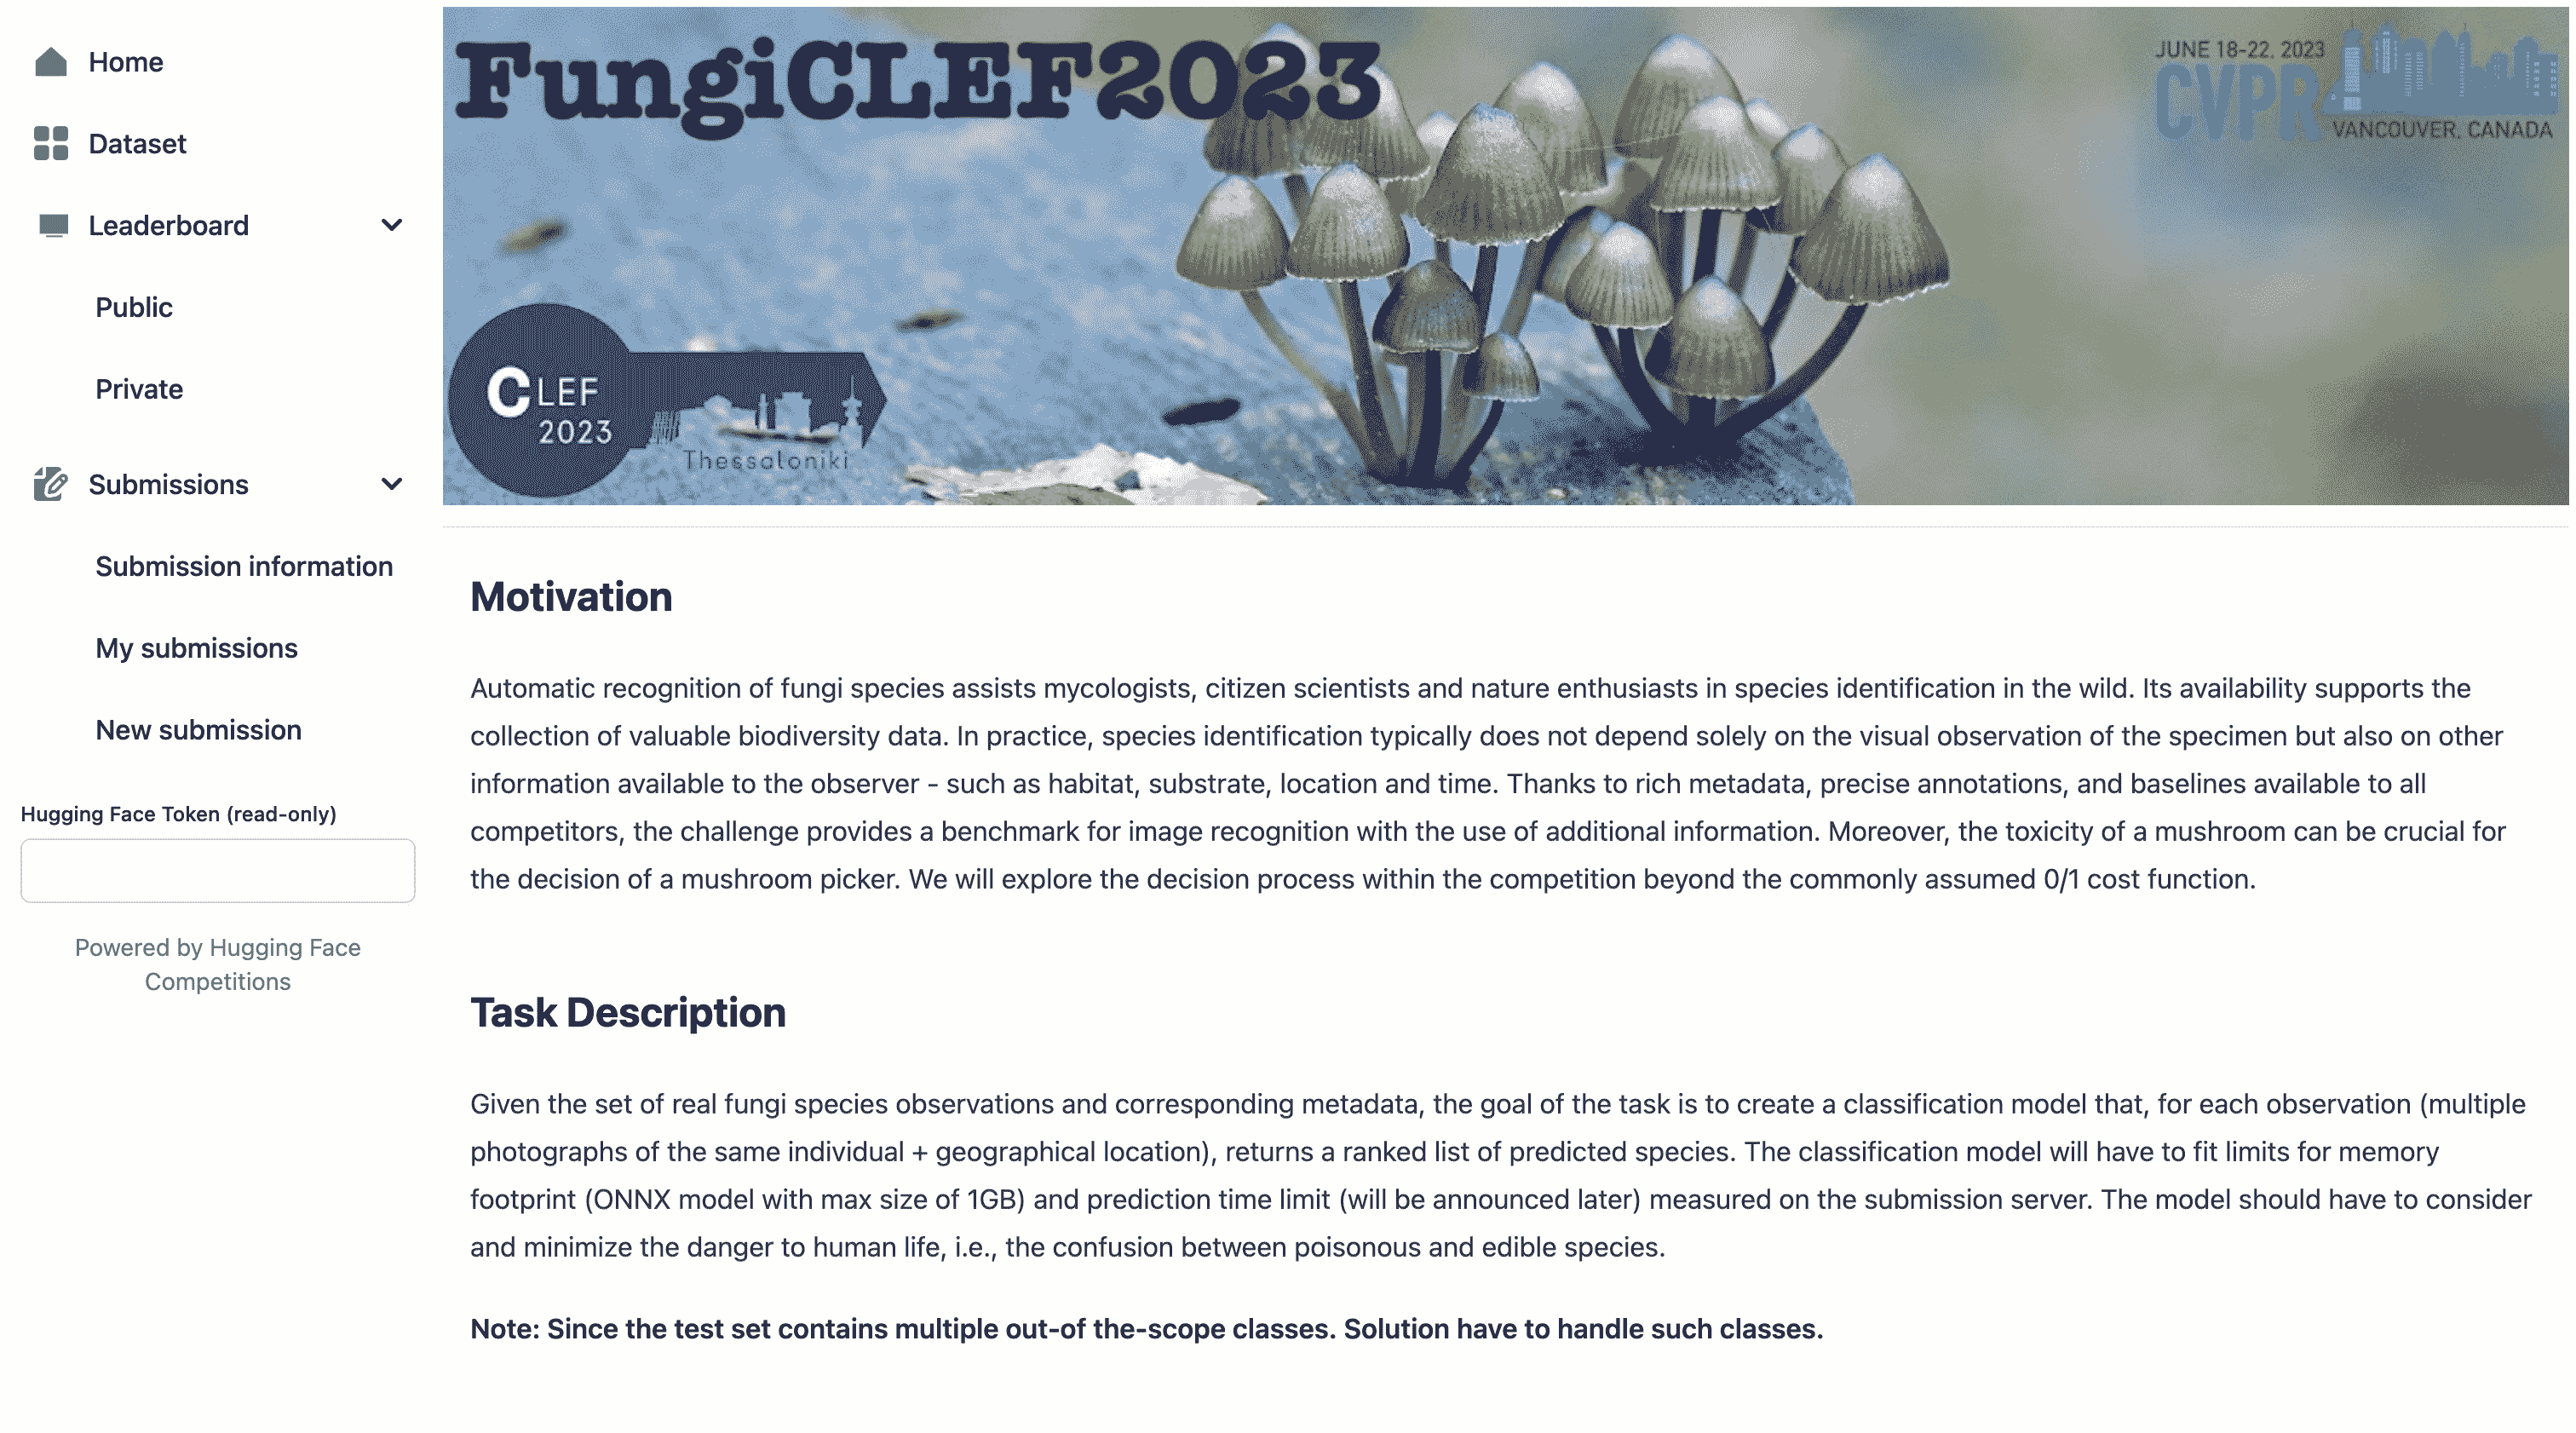 Home
Dataset
Leaderboard
Public
Private
Submissions
Submission information
My submissions
New submission
Hugging Face Token (read-only)
Powered by Hugging Face
Competitions
FungiCLEF2023
JUNE 18-22, 2023
CVPR
VANCOUVER, CANADA
CLEF
2023
Thessaloniki
Motivation
Automatic recognition of fungi species assists mycologists, citizen scientists and nature enthusiasts in species identification in the wild. Its availability supports the
collection of valuable biodiversity data. In practice, species identification typically does not depend solely on the visual observation of the specimen but also on other
information available to the observer - such as habitat, substrate, location and time. Thanks to rich metadata, precise annotations, and baselines available to all
competitors, the challenge provides a benchmark for image recognition with the use of additional information. Moreover, the toxicity of a mushroom can be crucial for
the decision of a mushroom picker. We will explore the decision process within the competition beyond the commonly assumed 0/1 cost function.
Task Description
Given the set of real fungi species observations and corresponding metadata, the goal of the task is to create a classification model that, for each observation (multiple
photographs of the same individual + geographical location), returns a ranked list of predicted species. The classification model will have to fit limits for memory
footprint (ONNX model with max size of 1GB) and prediction time limit (will be announced later) measured on the submission server. The model should have to consider
and minimize the danger to human life, i.e., the confusion between poisonous and edible species.
Note: Since the test set contains multiple out-of the-scope classes. Solution have to handle such classes.